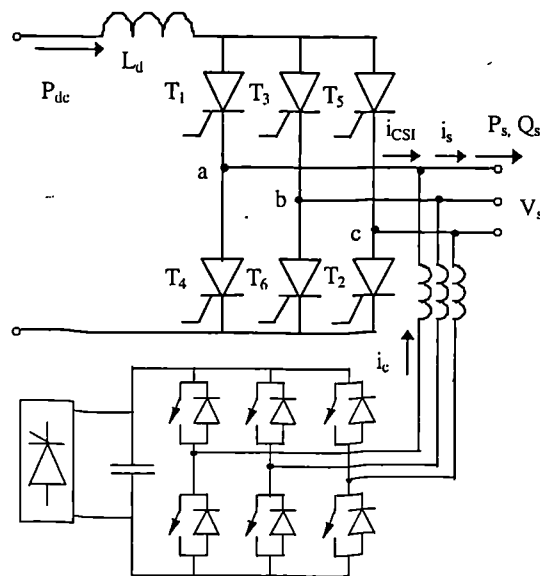 L_d
P_dc
T_1
T_3
T_5
i_CSI
i_s
P_s, Q_s
a
b
V_s
c
T_4
T_6
T_2
i_c